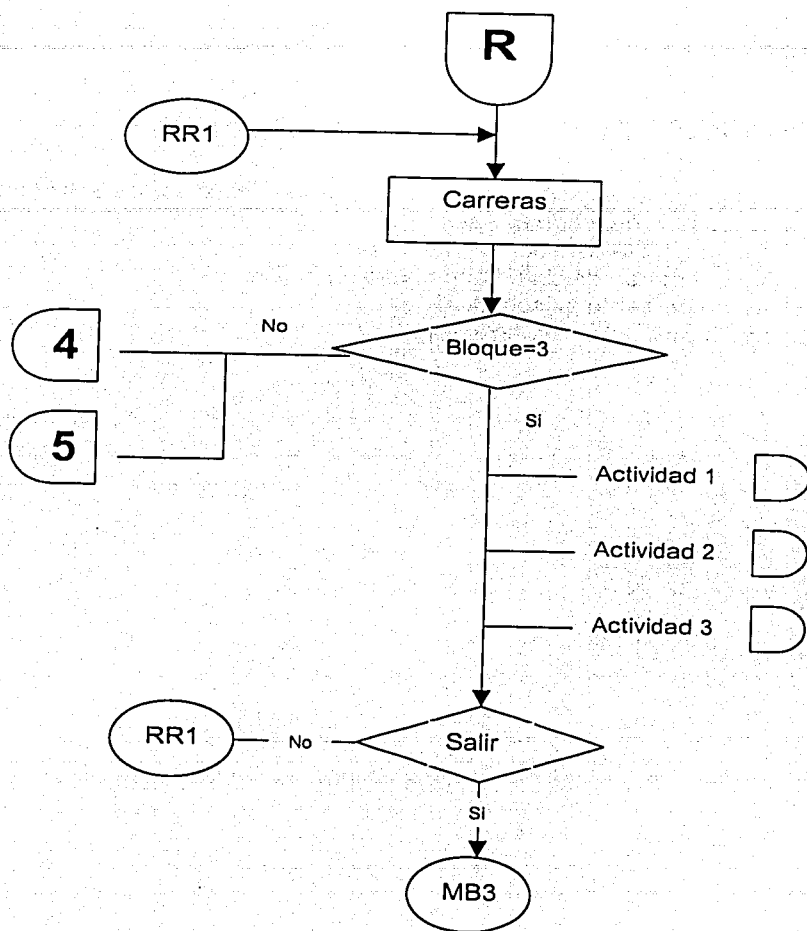 R
RR1
Carreras
No
Bloque=3
4
Si
5
Actividad 1
Actividad 2
Actividad 3
RR1
No
Salir
Si
MB3